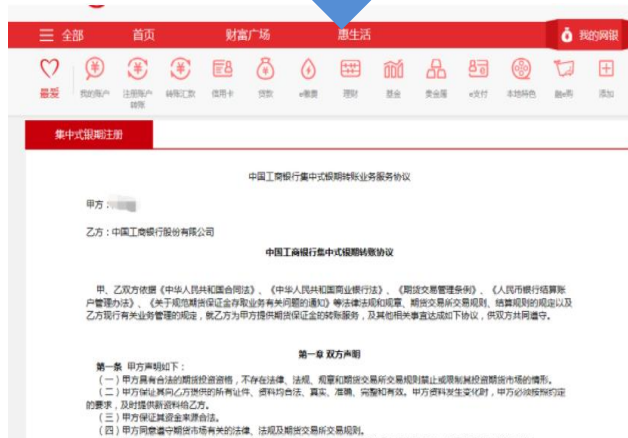 全部 首页 财富广场 惠生活 我的网银
最爱 我的账户 注册账户转账 转账汇款 信用卡 贷款 e缴费 理财 基金 贵金属 e支付 本地特色 融e购 添加
集中式银期注册
中国工商银行集中式银期转账业务服务协议
甲方:
乙方:中国工商银行股份有限公司
中国工商银行集中式银期转账协议
甲、乙双方依据《中华人民共和国合同法》、《中华人民共和国商业银行法》、《期货交易管理条例》、《人民币银行结算账
户管理办法》、《关于规范期货保证金存取业务有关问题的通知》等法律法规和规章、期货交易所交易规则、结算规则的规定以及
乙方现行有关业务管理的规定,就乙方为甲方提供期货保证金的转账服务,及其他相关事宜达成如下协议,供双方共同遵守。
第一章 双方声明
第一条 甲方声明如下:
(一)甲方具有合法的期货投资资格,不存在法律、法规、规章和期货交易所交易规则禁止或限制其投资期货市场的情形。
(二)甲方保证其向乙方提供的所有证件、资料均合法、真实、准确、完整和有效。甲方资料发生变化时,甲方必须按照约定
的要求,及时提供新资料给乙方。
(三)甲方保证其资金来源合法。
(四)甲方同意遵守期货市场有关的法律、法规及期货交易所交易规则。